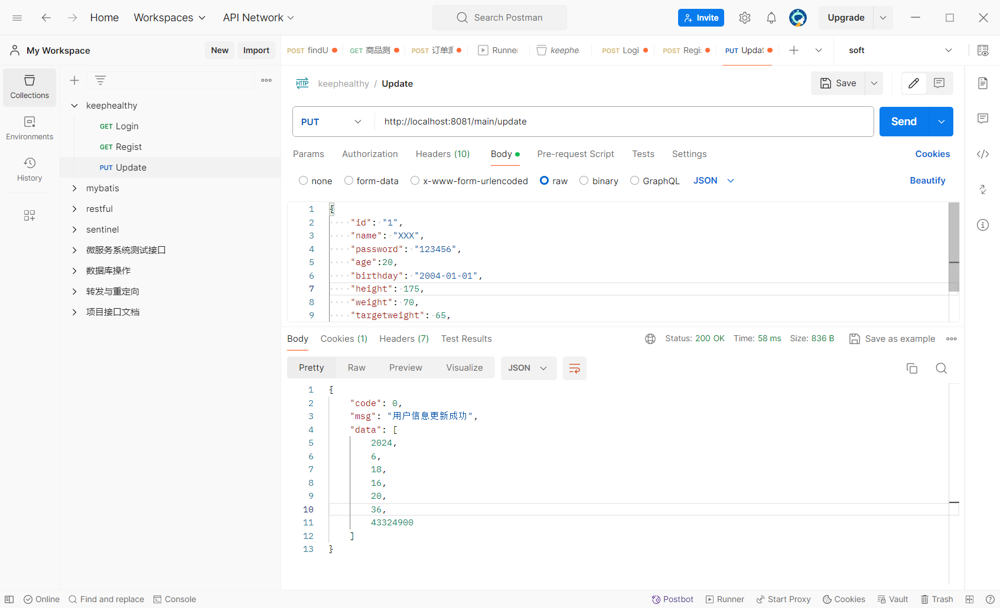 Home
Workspaces
API Network
Search Postman
Invite
Upgrade
My Workspace
New
Import
POST findU
GET 商品测
POST 订单测
Runner
keephe
POST Logi
POST Regi
PUT Updat
soft
Collections
Environments
History
keephealthy
GET Login
GET Regist
PUT Update
mybatis
restful
sentinel
微服务系统测试接口
数据库操作
转发与重定向
项目接口文档
HTTP keephealthy / Update
Save
PUT
http://localhost:8081/main/update
Send
Params
Authorization
Headers (10)
Body
Pre-request Script
Tests
Settings
Cookies
none
form-data
x-www-form-urlencoded
raw
binary
GraphQL
JSON
Beautify
1 {
2 "id": "1",
3 "name": "XXX",
4 "password": "123456",
5 "age":20,
6 "birthday": "2004-01-01",
7 "height": 175,
8 "weight": 70,
9 "targetweight": 65,
Body
Cookies (1)
Headers (7)
Test Results
Status: 200 OK
Time: 58 ms
Size: 836 B
Save as example
Pretty
Raw
Preview
Visualize
JSON
1 {
2 "code": 0,
3 "msg": "用户信息更新成功",
4 "data": [
5 2024,
6 6,
7 18,
8 16,
9 20,
10 36,
11 43324900
12 ]
13 }
Online
Find and replace
Console
Postbot
Runner
Start Proxy
Cookies
Vault
Trash